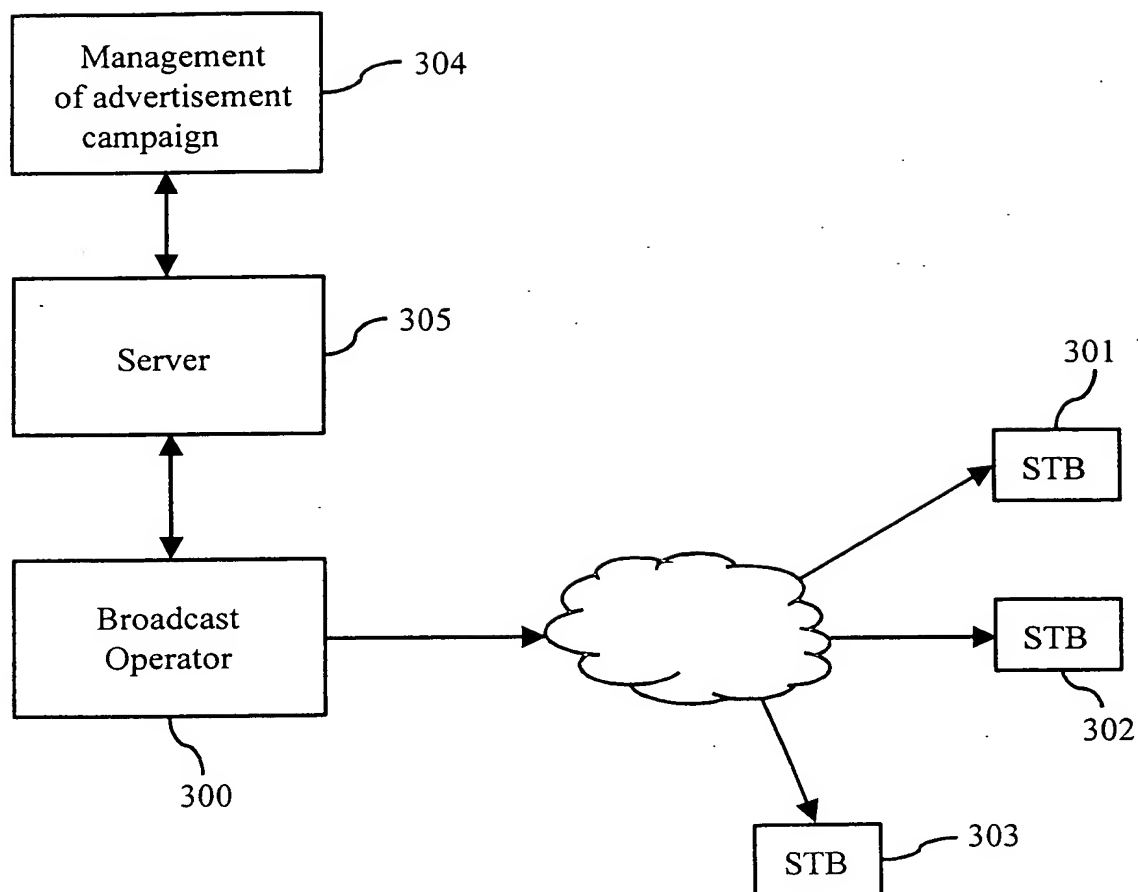 Management
of advertisement
campaign
304
Server
305
301
STB
Broadcast
Operator
STB
302
300
303
STB